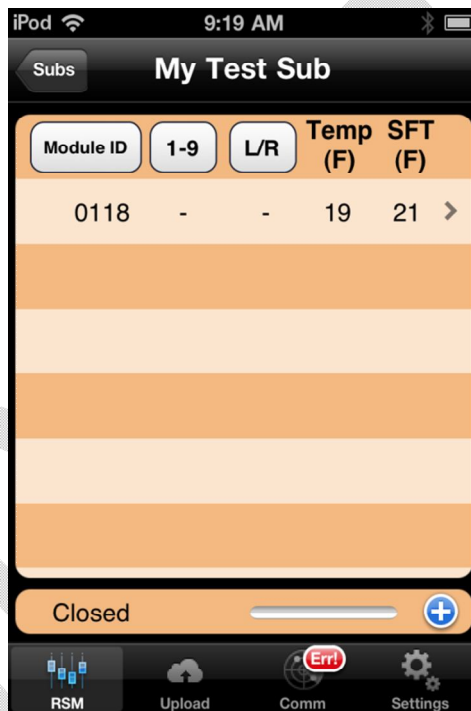 iPod 9:19 AM
Subs My Test Sub
Module ID 1-9 L/R Temp (F) SFT (F)
0118 - - 19 21 >
Closed
Err!
RSM Upload Comm Settings